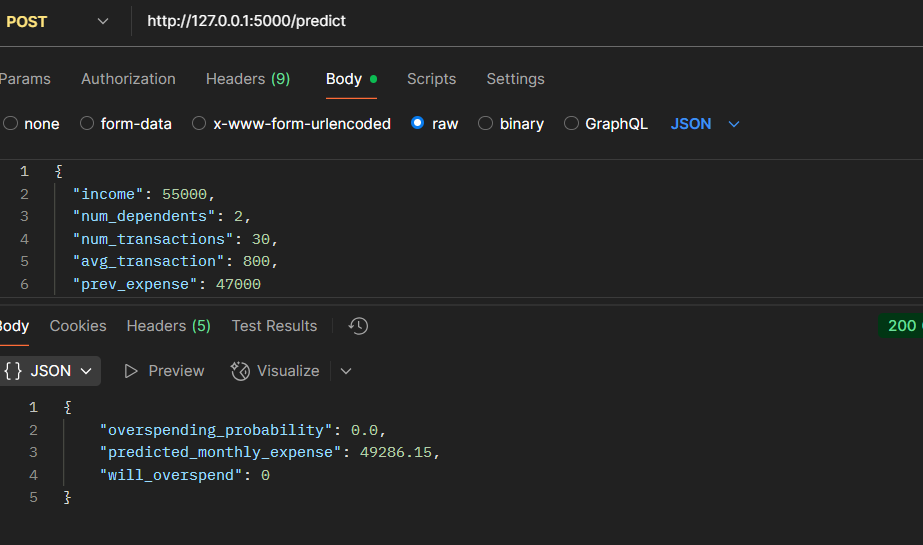 POST http://127.0.0.1:5000/predict
Params Authorization Headers (9) Body Scripts Settings
none form-data x-www-form-urlencoded raw binary GraphQL JSON
1 {
2 "income": 55000,
3 "num_dependents": 2,
4 "num_transactions": 30,
5 "avg_transaction": 800,
6 "prev_expense": 47000
Body Cookies Headers (5) Test Results 200
{} JSON Preview Visualize
1 {
2 "overspending_probability": 0.0,
3 "predicted_monthly_expense": 49286.15,
4 "will_overspend": 0
5 }